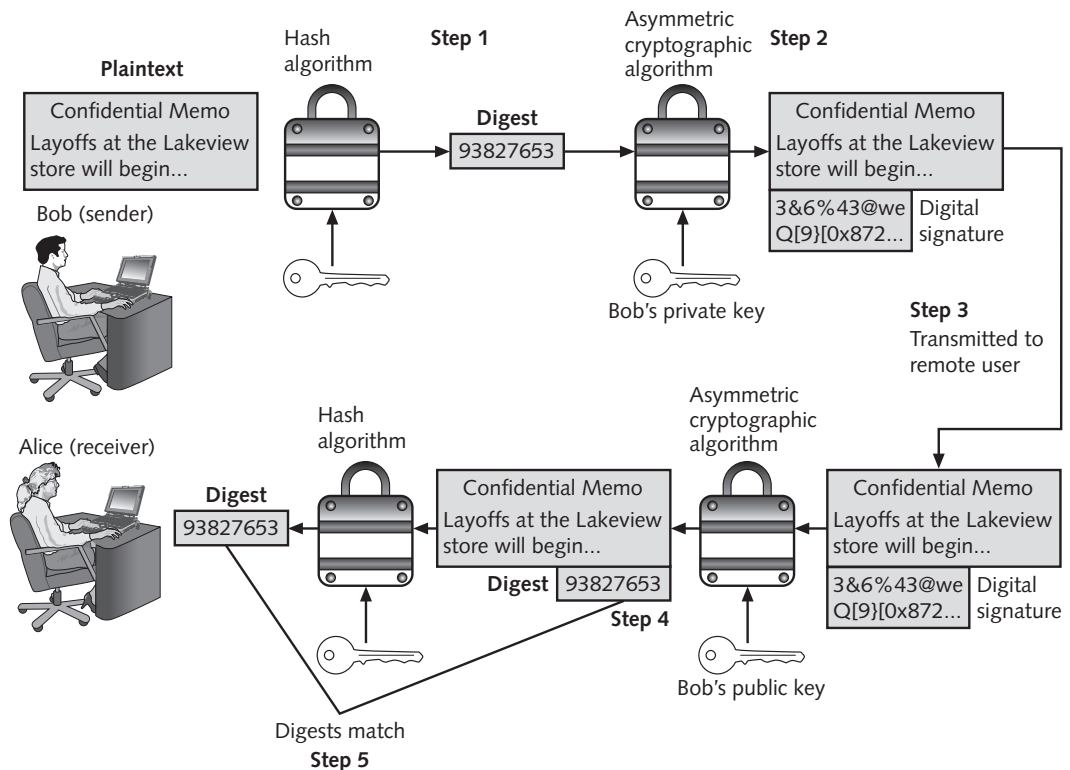 Plaintext
Confidential Memo
Layoffs at the Lakeview
store will begin...
Bob (sender)
Hash
algorithm
Step 1
Digest
93827653
Asymmetric
cryptographic
algorithm
Bob's private key
Step 2
Confidential Memo
Layoffs at the Lakeview
store will begin...
3&6%43@we
Q[9}[0x872...
Digital
signature
Step 3
Transmitted to
remote user
Alice (receiver)
Digest
93827653
Hash
algorithm
Confidential Memo
Layoffs at the Lakeview
store will begin...
Digest
93827653
Step 4
Asymmetric
cryptographic
algorithm
Bob's public key
Confidential Memo
Layoffs at the Lakeview
store will begin...
3&6%43@we
Q[9}[0x872...
Digital
signature
Digests match
Step 5